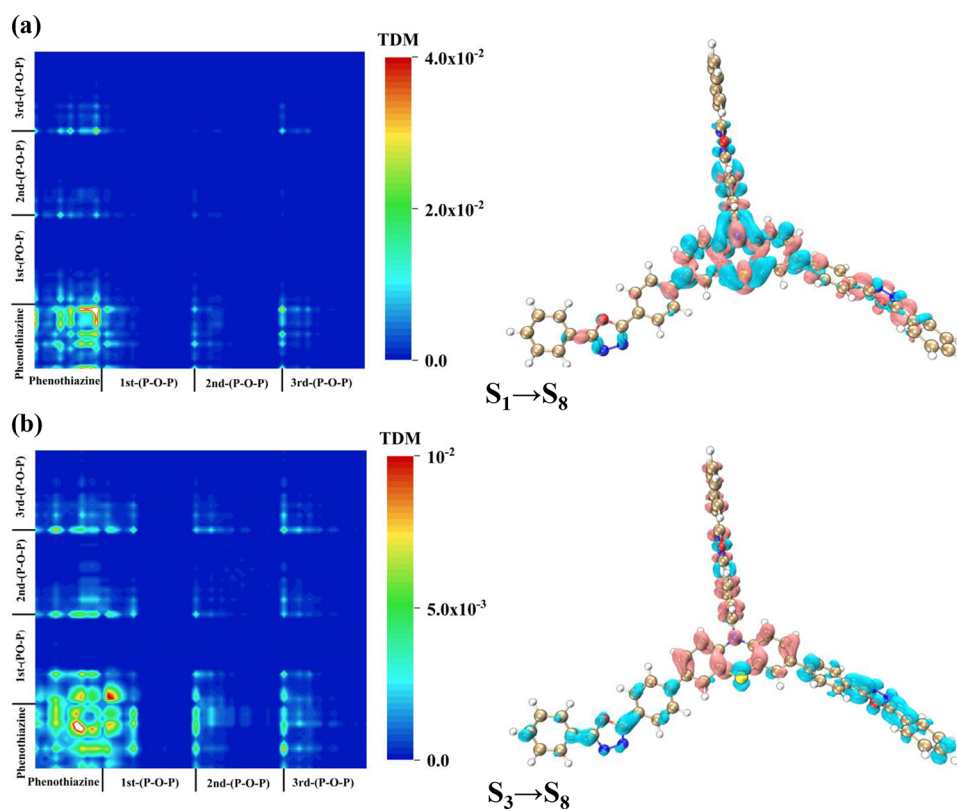 (a)
TDM
4.0x10⁻²
2.0x10⁻²
0.0
3rd-(P-O-P)
2nd-(P-O-P)
1st-(PO-P)
Phenothiazine
Phenothiazine 1st-(P-O-P) 2nd-(P-O-P) 3rd-(P-O-P)
S₁→S₈
(b)
TDM
10⁻²
5.0x10⁻³
0.0
3rd-(P-O-P)
2nd-(P-O-P)
1st-(PO-P)
Phenothiazine
Phenothiazine 1st-(P-O-P) 2nd-(P-O-P) 3rd-(P-O-P)
S₃→S₈